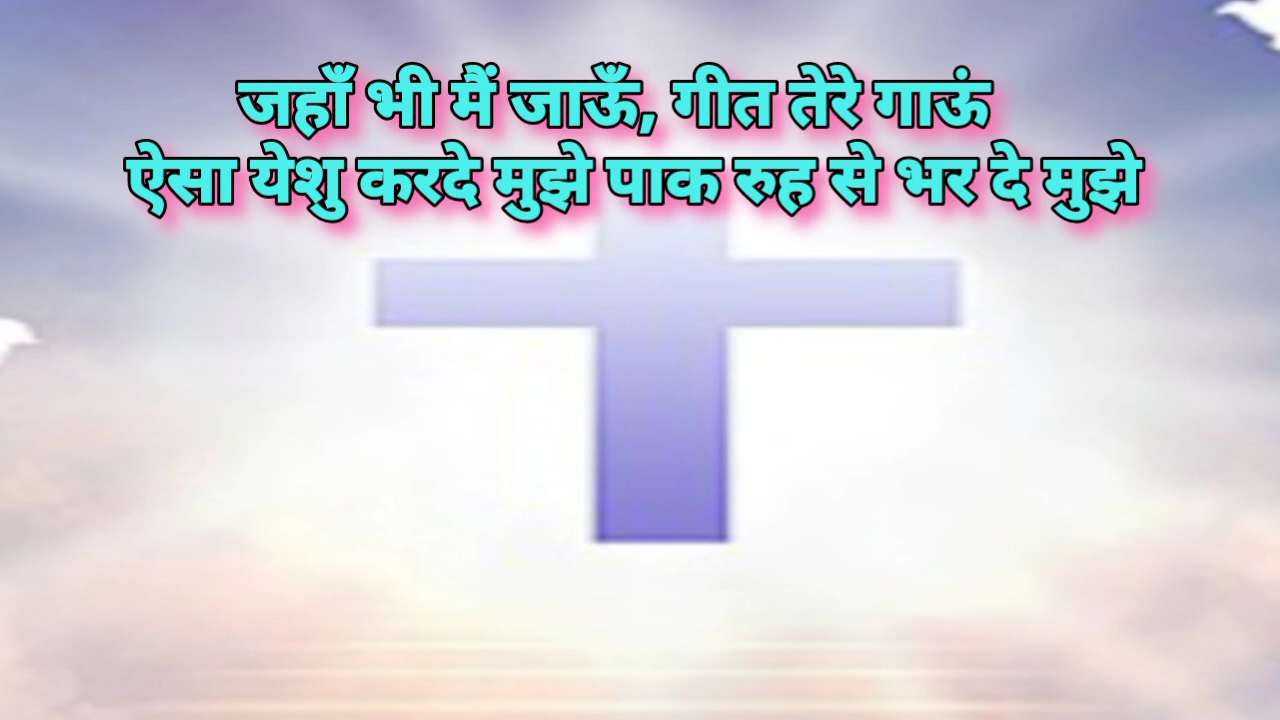 जहाँ भी मैं जाऊँ, गीत तेरे गाऊं
ऐसा येशु करदे मुझे पाक रुह से भर दे मुझे